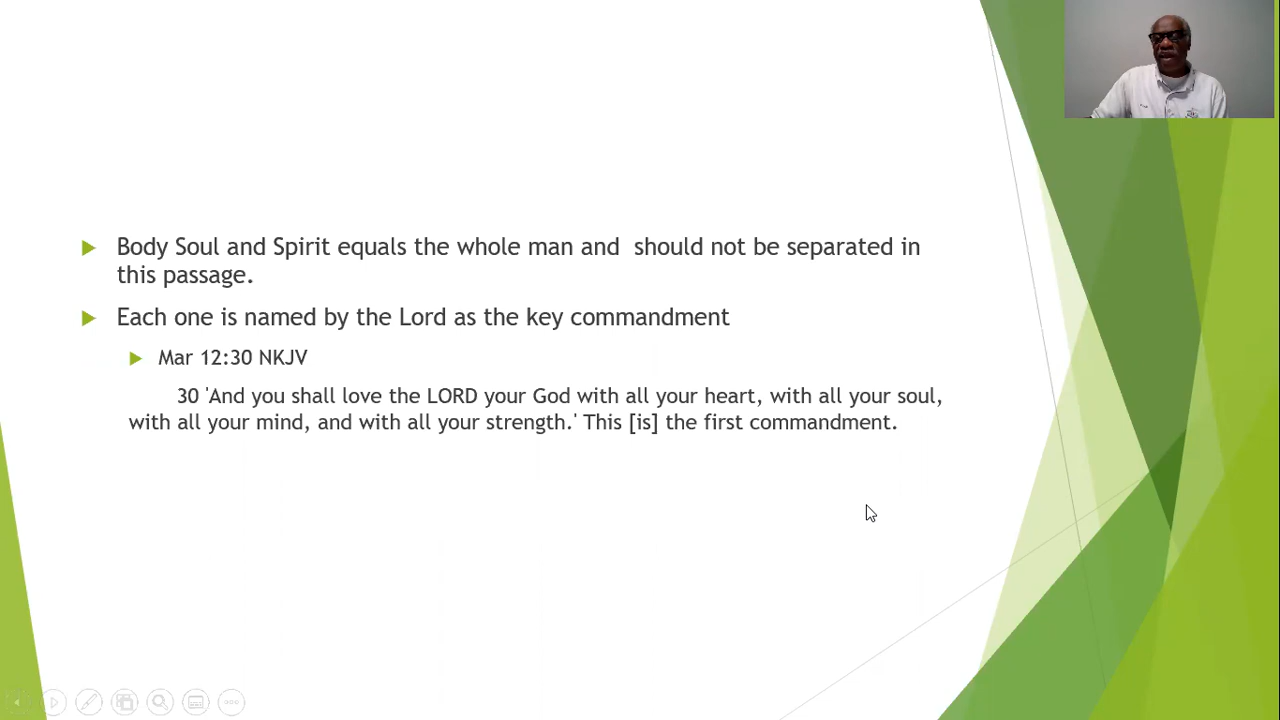 Body Soul and Spirit equals the whole man and  should not be separated in
this passage.
Each one is named by the Lord as the key commandment
Mar 12:30 NKJV
30 'And you shall love the LORD your God with all your heart, with all your soul,
with all your mind, and with all your strength.' This [is] the first commandment.